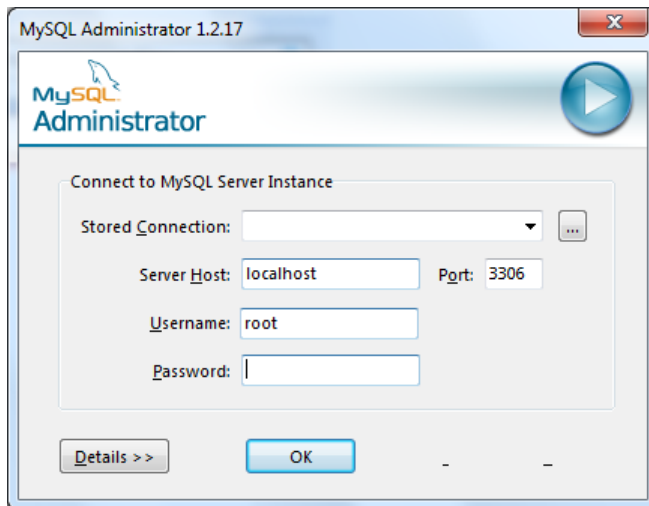 MySQL Administrator 1.2.17
X
MySQL
Administrator
Connect to MySQL Server Instance
Stored Connection:
...
Server Host: localhost Port: 3306
Username: root
Password:
Details >> OK - -